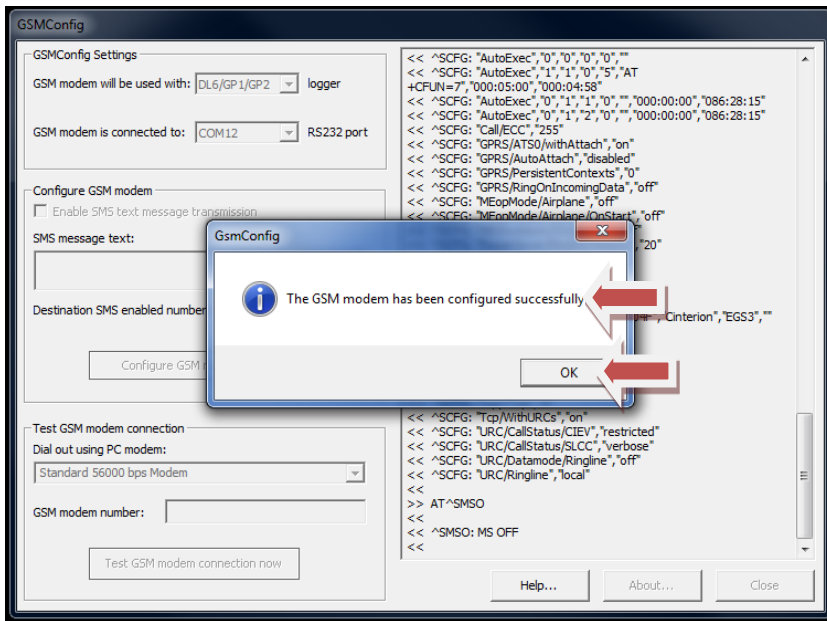 GSMConfig
GSMConfig Settings
GSM modem will be used with: DL6/GP1/GP2 logger
GSM modem is connected to: COM12 RS232 port
Configure GSM modem
Enable SMS text message transmission
SMS message text:
Destination SMS enabled number
Configure GSM
Test GSM modem connection
Dial out using PC modem:
Standard 56000 bps Modem
GSM modem number:
Test GSM modem connection now
<< ^SCFG: "AutoExec","0","0","0","0",""
<< ^SCFG: "AutoExec","1","1","0","5","AT
+CFUN=7","000:05:00","000:04:58"
<< ^SCFG: "AutoExec","0","1","1","0","","000:00:00","086:28:15"
<< ^SCFG: "AutoExec","0","1","2","0","","000:00:00","086:28:15"
<< ^SCFG: "Call/ECC","255"
<< ^SCFG: "GPRS/ATS0/withAttach","on"
<< ^SCFG: "GPRS/AutoAttach","disabled"
<< ^SCFG: "GPRS/PersistentContexts","0"
<< ^SCFG: "GPRS/RingOnIncomingData","off"
<< ^SCFG: "MEopMode/Airplane","off"
<< ^SCFG: "MEopMode/Airplane/OnStart","off"
"20"
"Cinterion","EGS3",""
<< ^SCFG: "Tcp/WithURCs","on"
<< ^SCFG: "URC/CallStatus/CIEV","restricted"
<< ^SCFG: "URC/CallStatus/SLCC","verbose"
<< ^SCFG: "URC/Datamode/Ringline","off"
<< ^SCFG: "URC/Ringline","local"
<<
>> AT^SMSO
<<
<< ^SMSO: MS OFF
<<
GsmConfig
The GSM modem has been configured successfully
OK
Help...
About...
Close